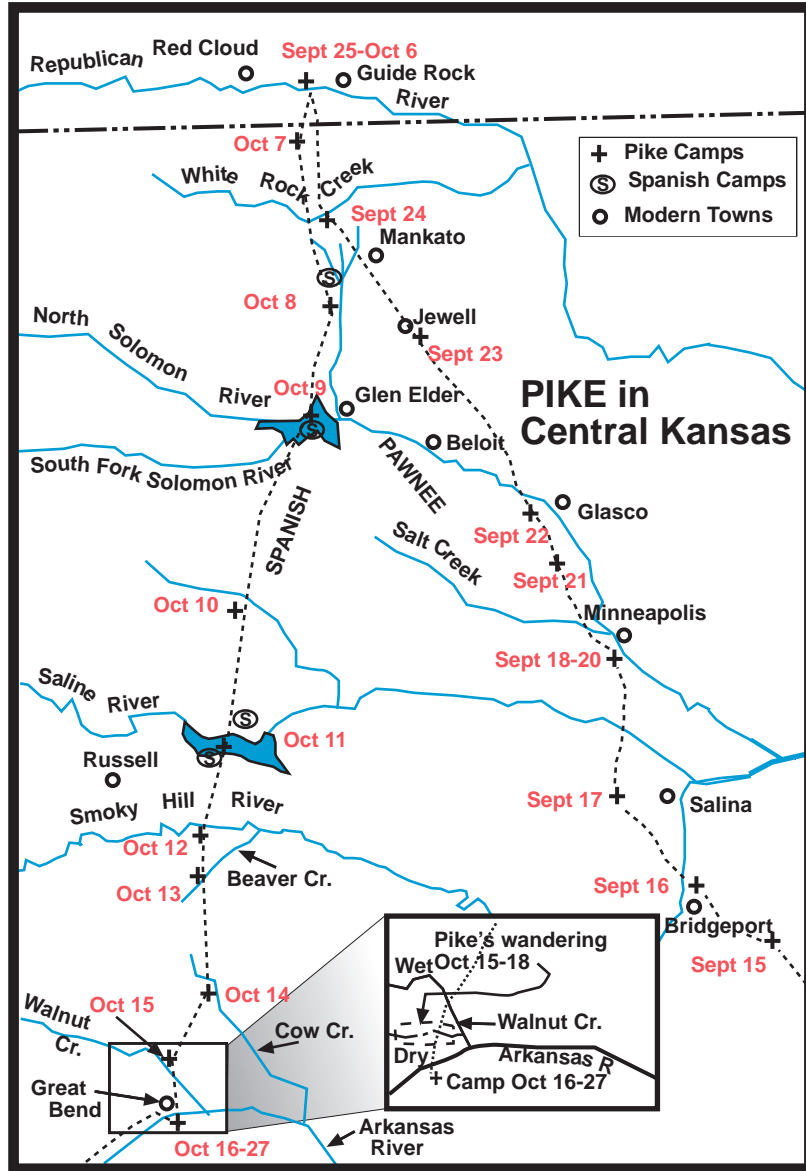 Red Cloud
Sept 25-Oct 6
Republican
Guide Rock
River
Oct 7
White Rock Creek
+ Pike Camps
S Spanish Camps
Modern Towns
Sept 24
Mankato
S
Oct 8
North Solomon River
Jewell
Sept 23
PIKE in
Central Kansas
Oct 9
Glen Elder
S
PAWNEE
Beloit
South Fork Solomon River
SPANISH
Glasco
Sept 22
Salt Creek
Sept 21
Oct 10
Minneapolis
Sept 18-20
Saline River
S
Oct 11
S
Russell
Sept 17
Salina
Smoky Hill River
Oct 12
Beaver Cr.
Oct 13
Sept 16
Bridgeport
Sept 15
Pike's wandering
Oct 15-18
Wet
Walnut Cr.
Dry
Arkansas R
Camp Oct 16-27
Oct 14
Oct 15
Walnut
Cr.
Cow Cr.
Great
Bend
Oct 16-27
Arkansas
River